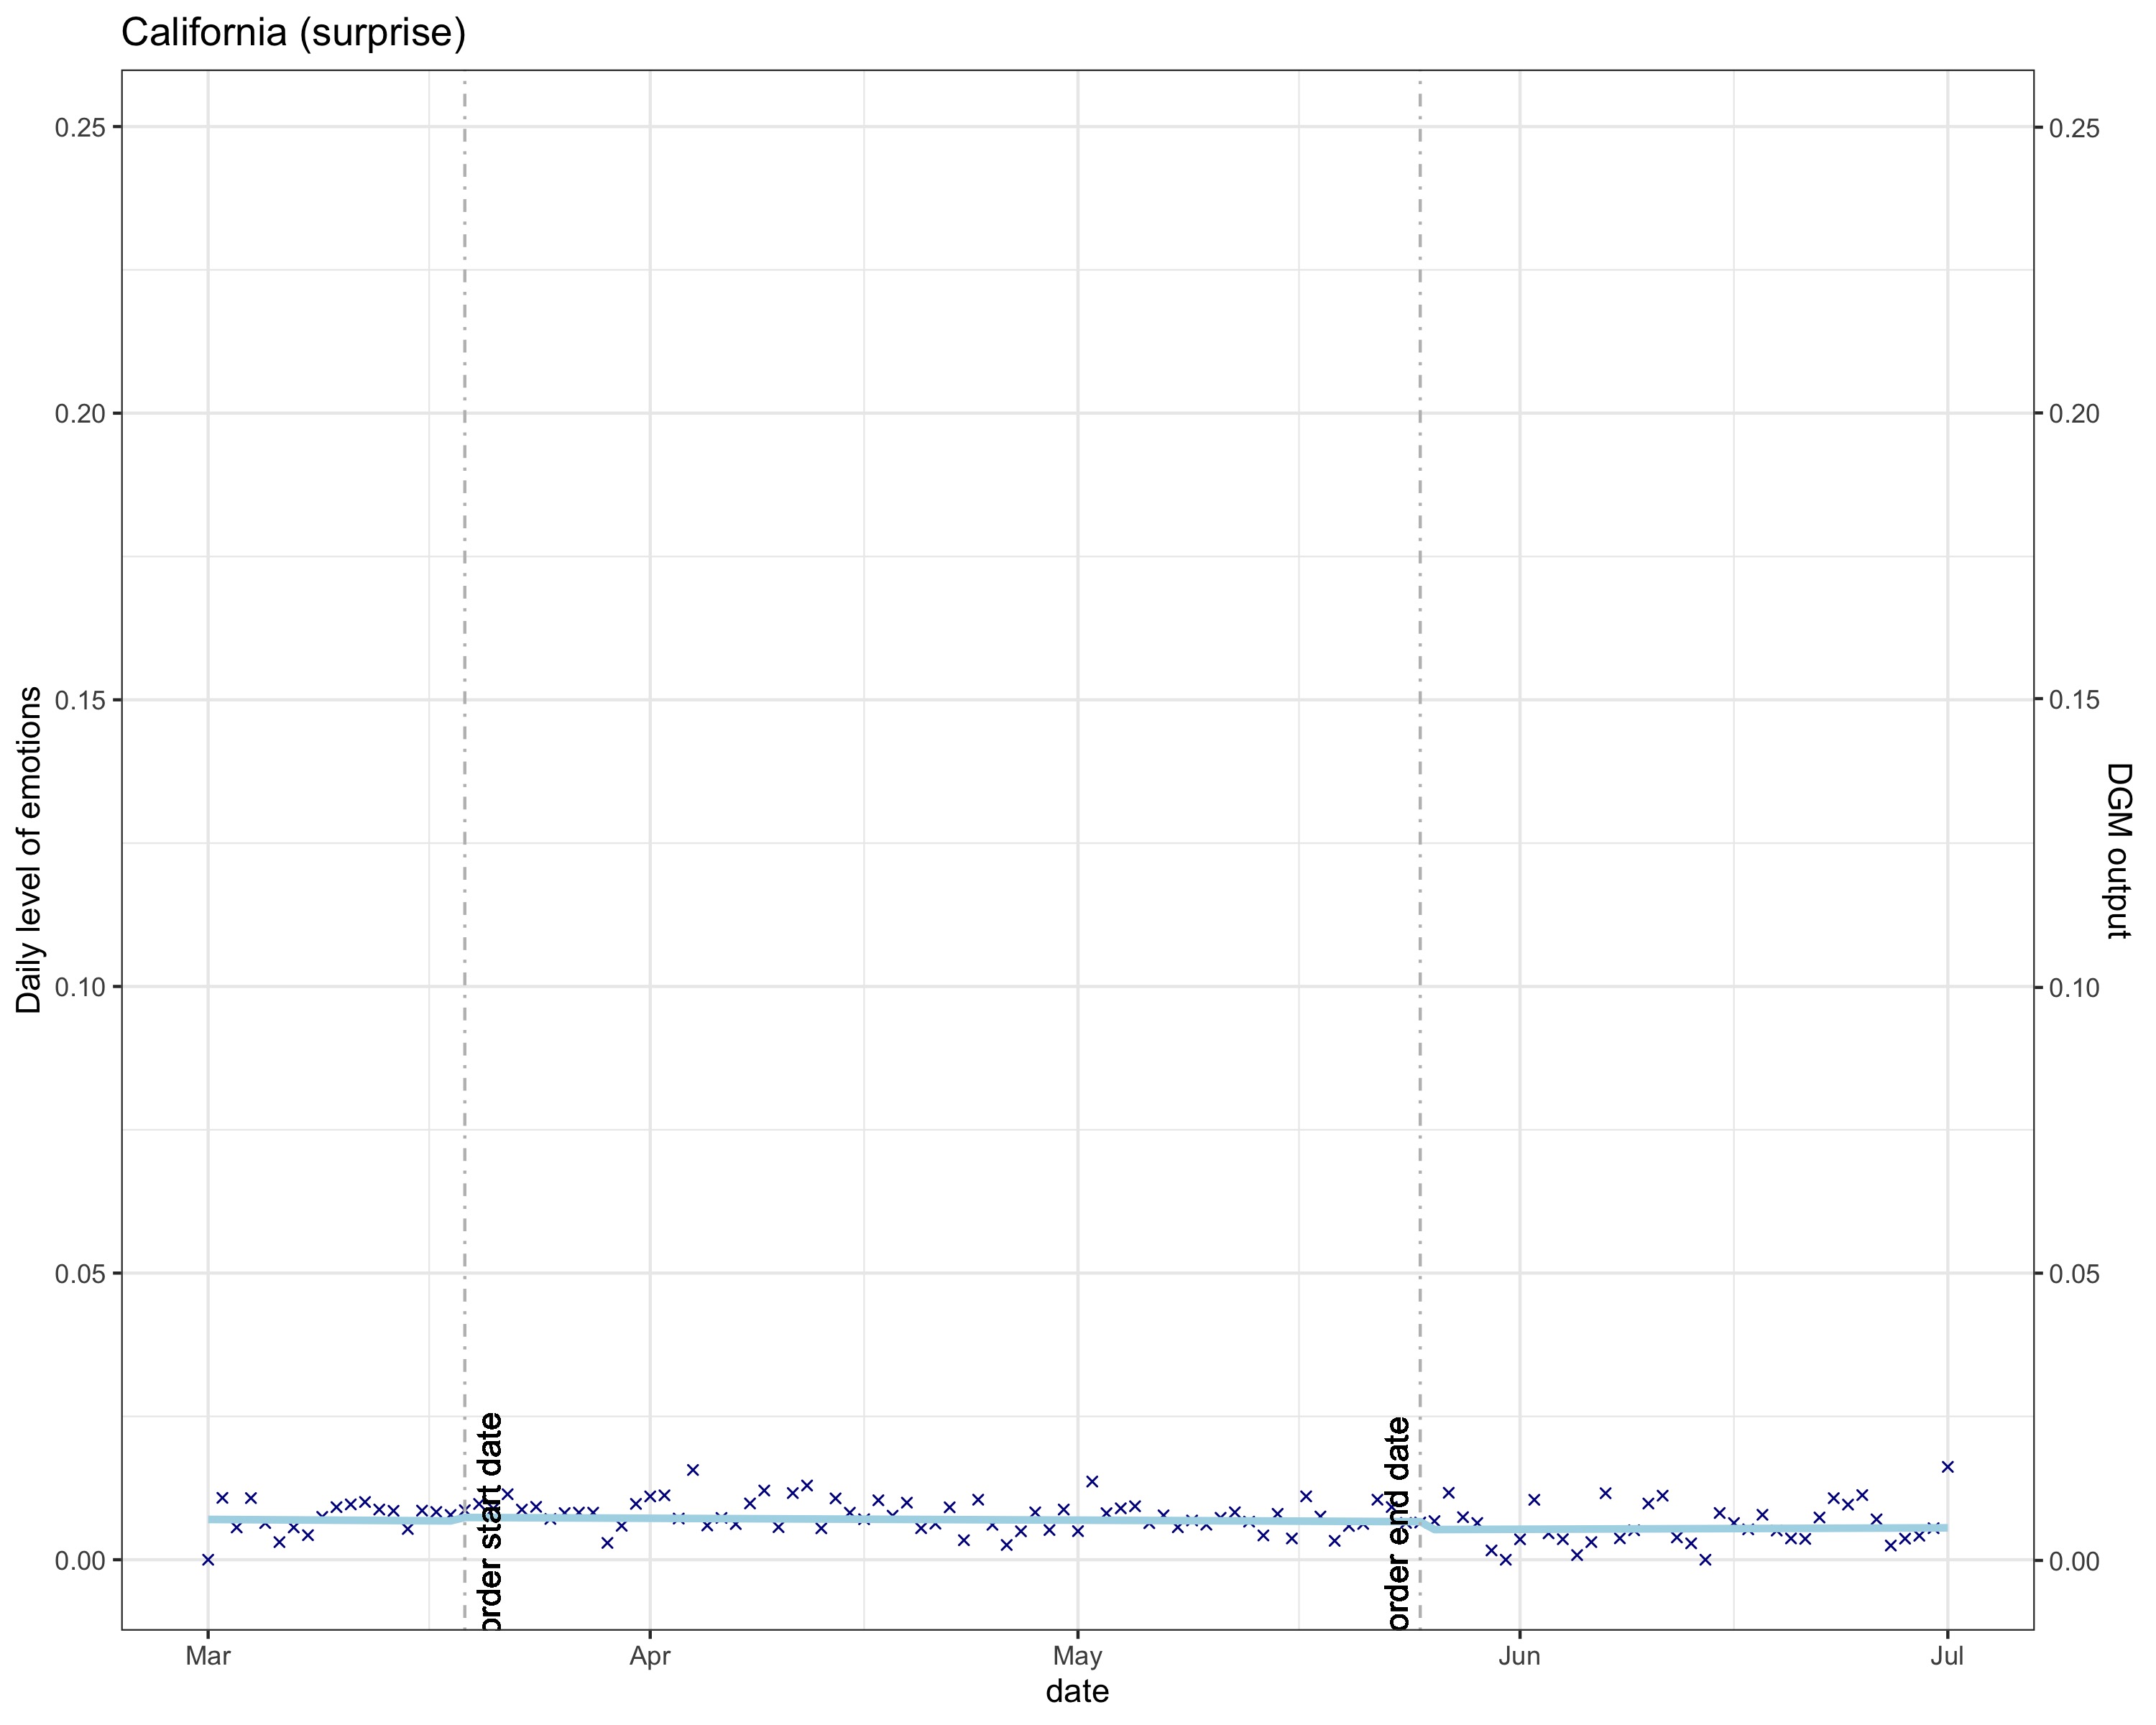 California (surprise)
0.25
0.20
0.15
0.10
0.05
0.00
Daily level of emotions
0.25
0.20
0.15
0.10
0.05
0.00
DGM output
order start date
order end date
Mar
Apr
May
Jun
Jul
date